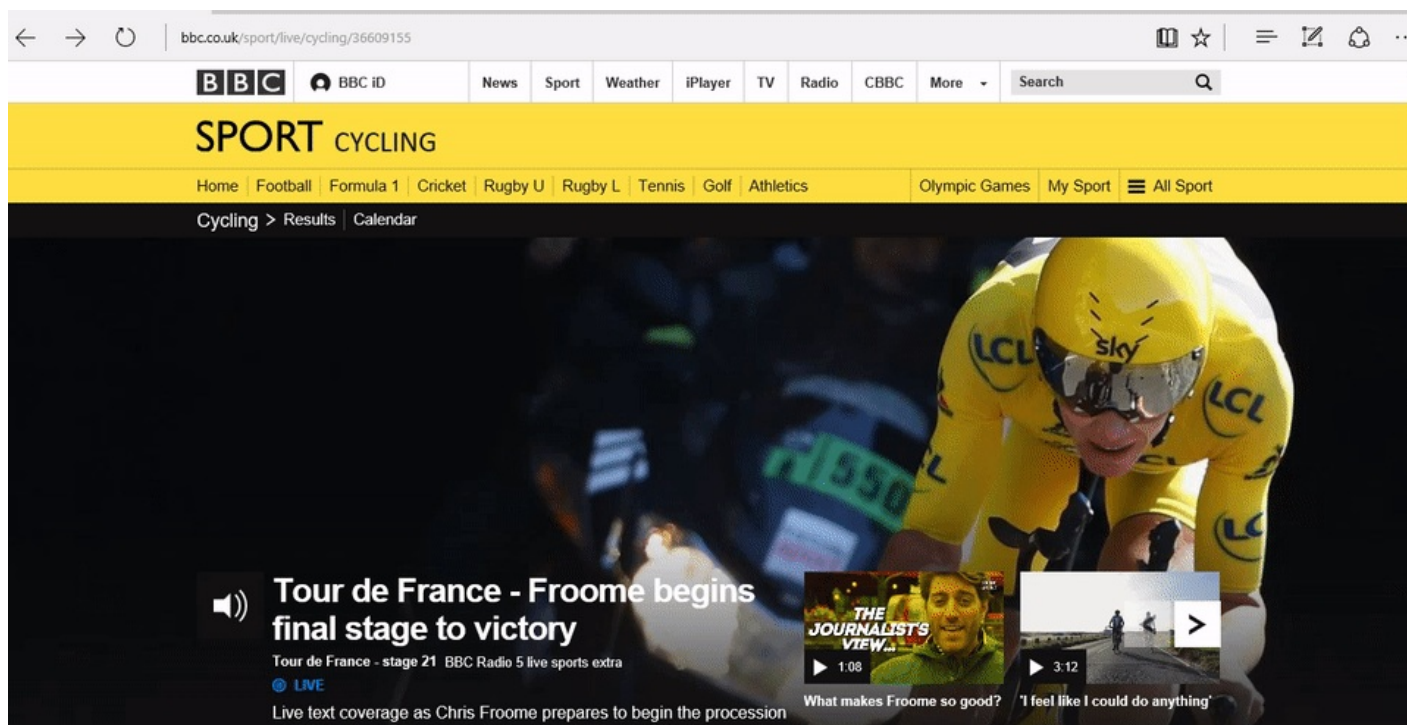 bbc.co.uk/sport/live/cycling/36609155
BBC BBC iD News Sport Weather iPlayer TV Radio CBBC More Search
SPORT CYCLING
Home Football Formula 1 Cricket Rugby U Rugby L Tennis Golf Athletics Olympic Games My Sport All Sport
Cycling > Results Calendar
sky
LCL
LCL
550
Tour de France - Froome begins
final stage to victory
Tour de France - stage 21 BBC Radio 5 live sports extra
LIVE
Live text coverage as Chris Froome prepares to begin the procession
THE
JOURNALIST'S
VIEW...
1:08
What makes Froome so good?
3:12
'I feel like I could do anything'